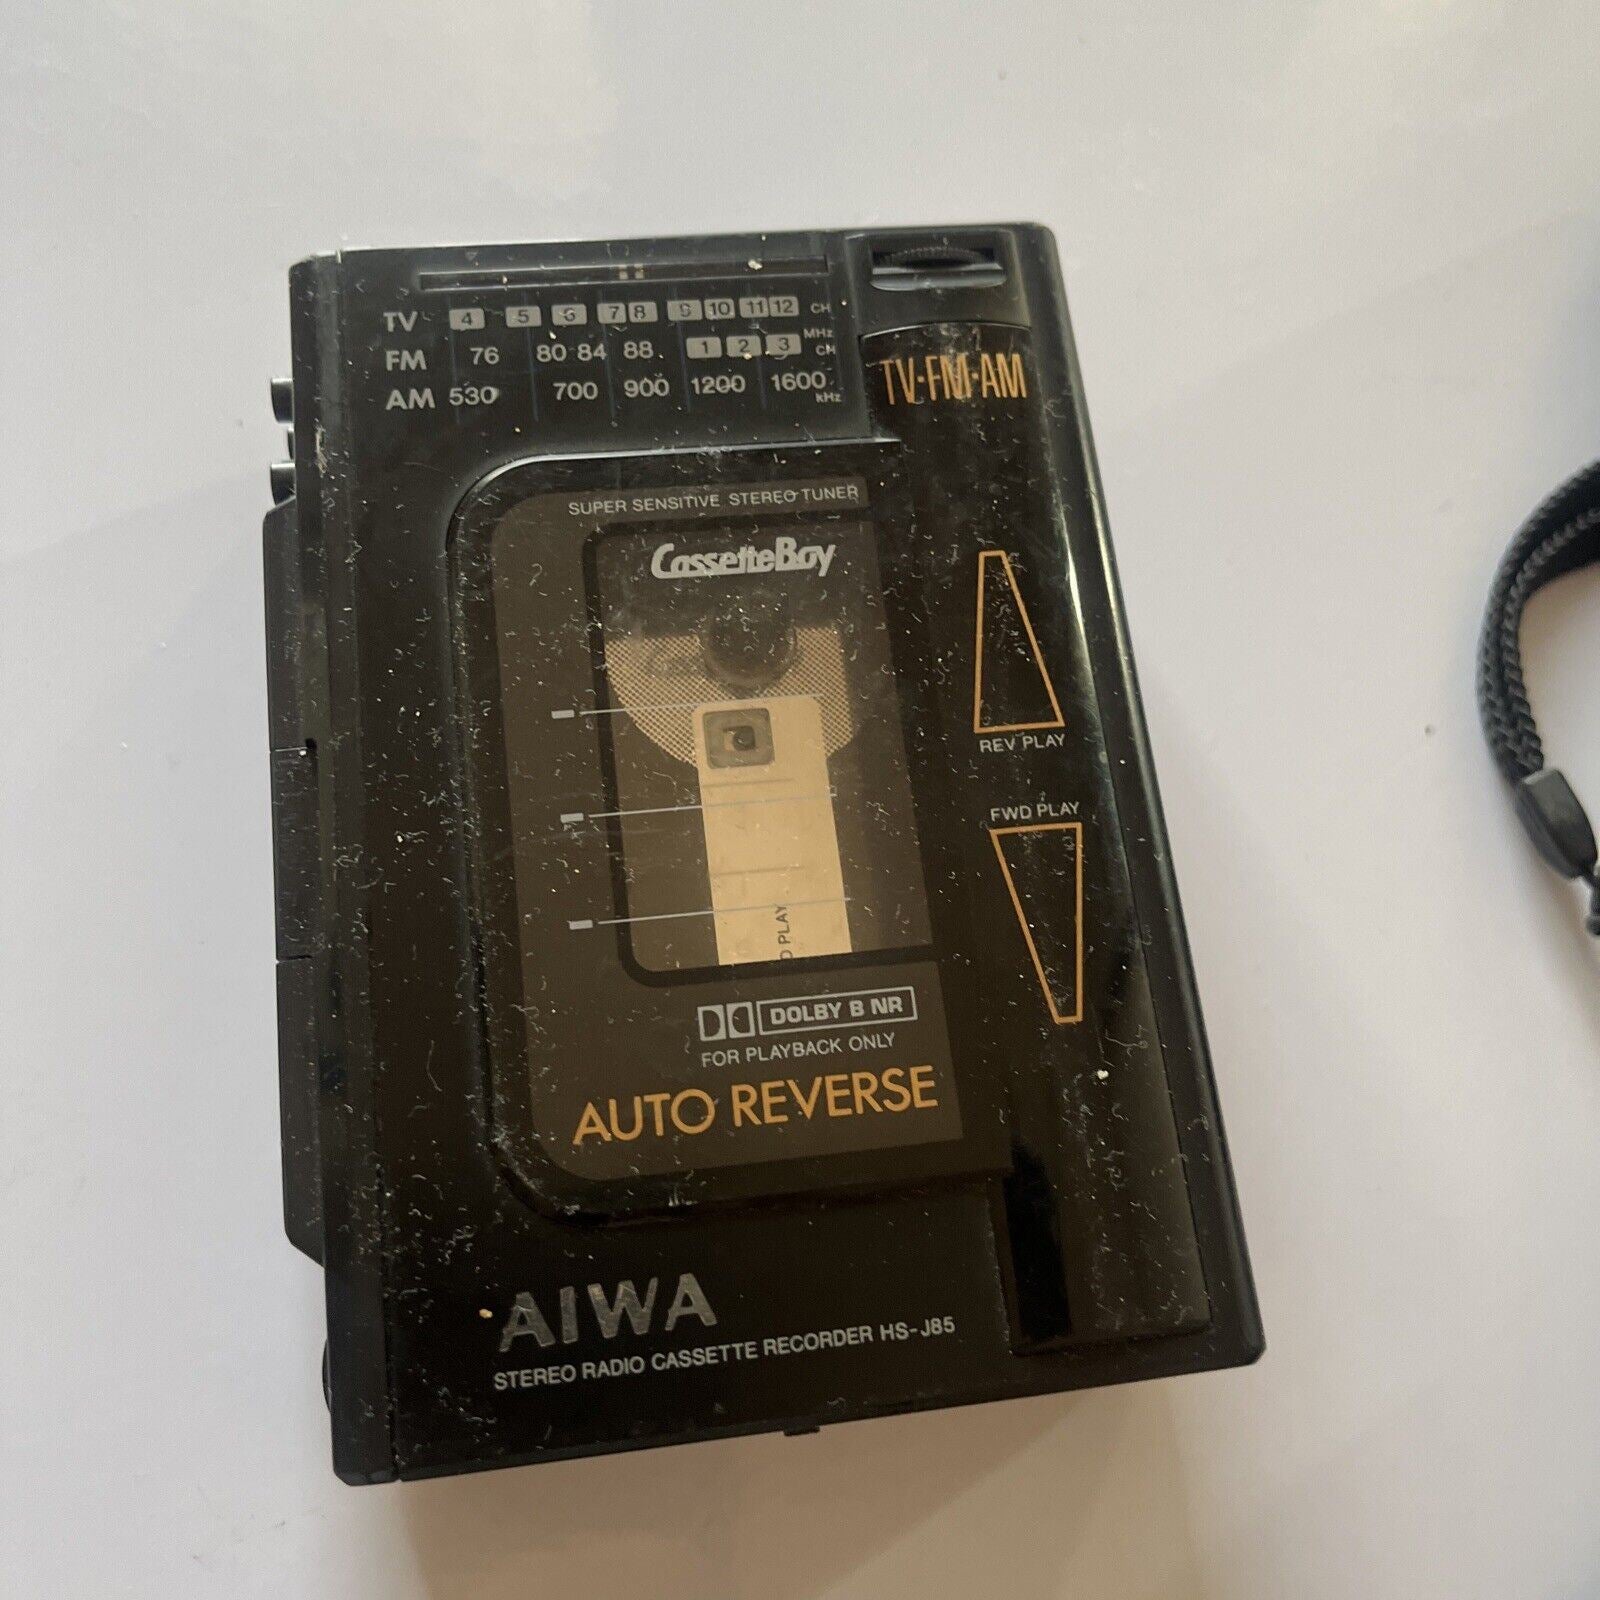 TV 4 5 6 7 8 9 10 11 12 CH
FM 76 80 84 88 1 2 3 MHz CH
AM 530 700 900 1200 1600 kHz
TV·FM·AM
SUPER SENSITIVE STEREO TUNER
CassetteBoy
REV PLAY
FWD PLAY
D PLAY
DOLBY B NR
FOR PLAYBACK ONLY
AUTO REVERSE
AIWA
STEREO RADIO CASSETTE RECORDER HS-J85